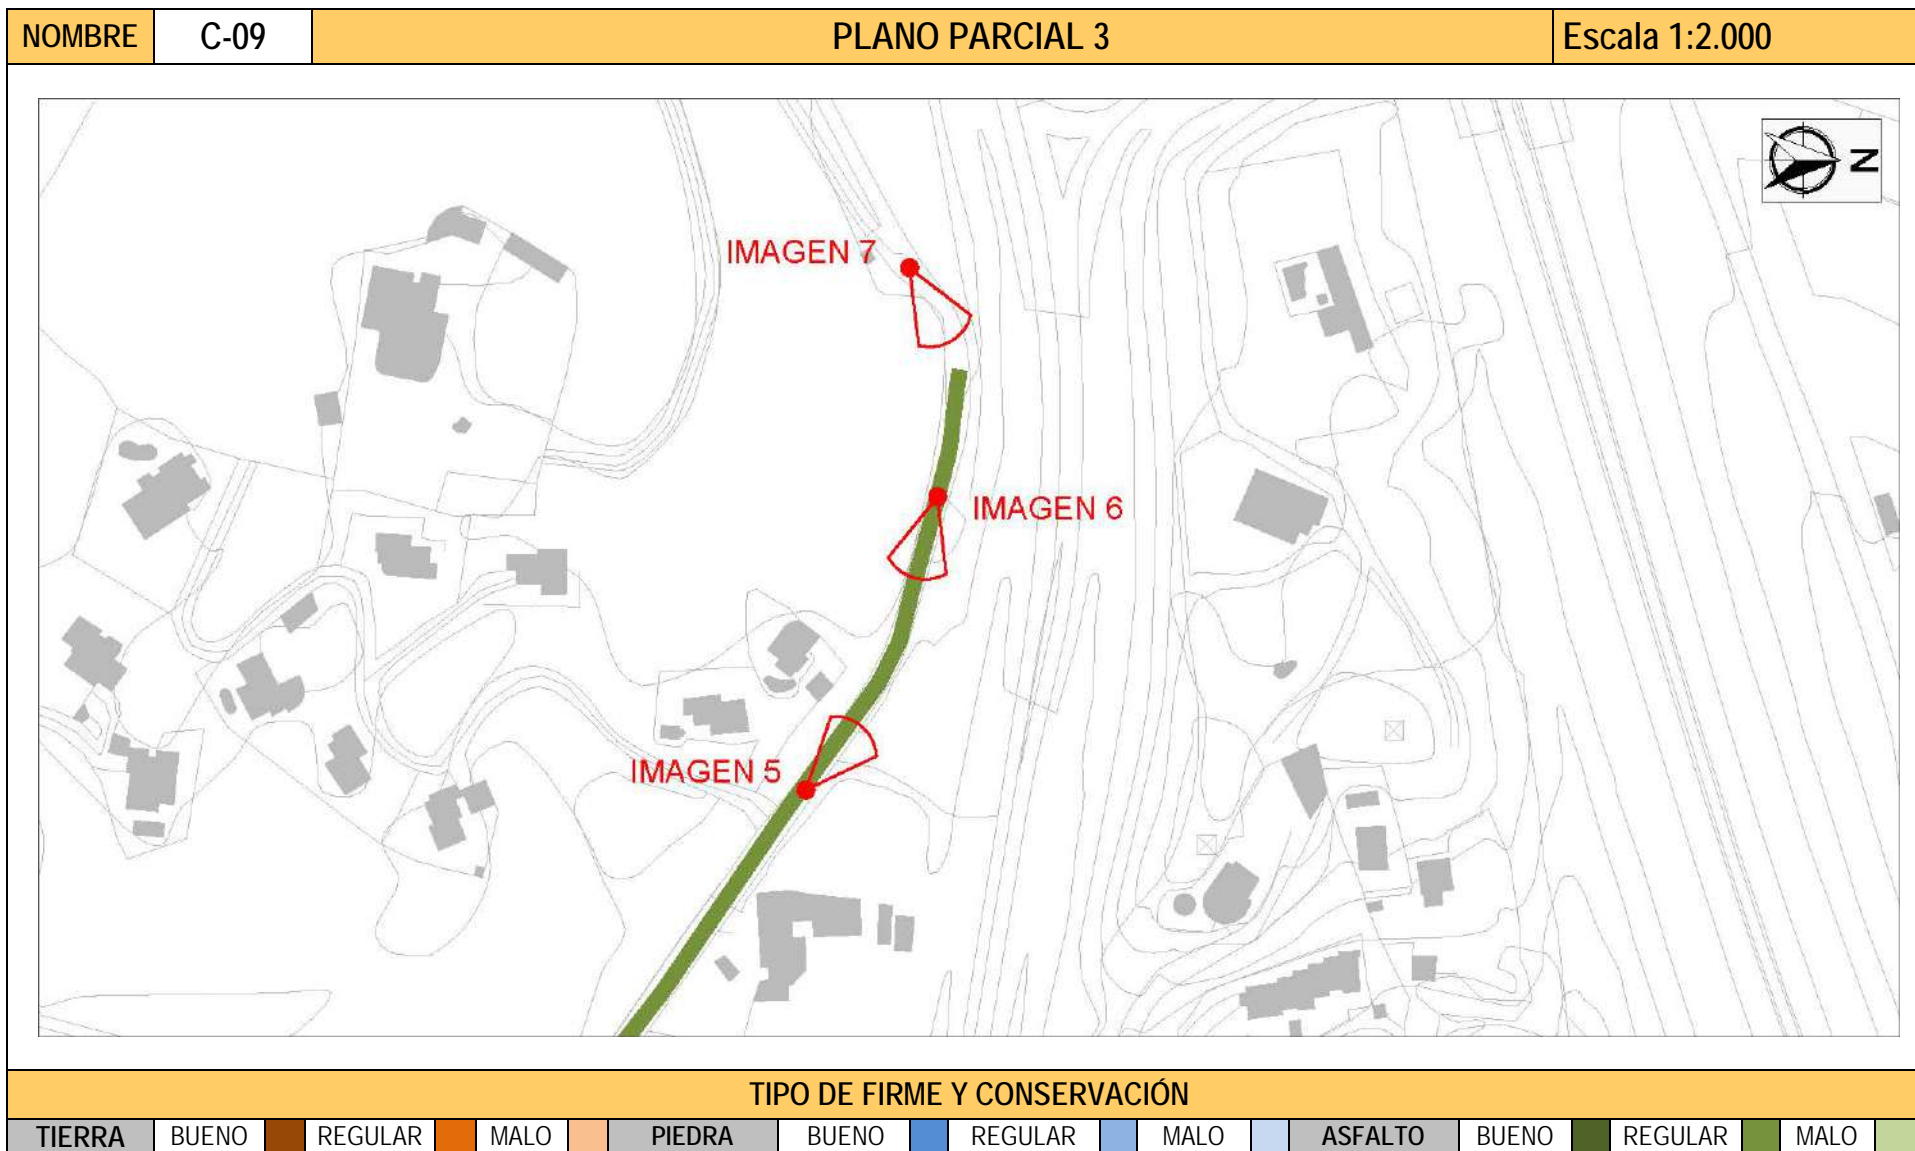 NOMBRE C-09 PLANO PARCIAL 3 Escala 1:2.000
N
IMAGEN 7
IMAGEN 6
IMAGEN 5
TIPO DE FIRME Y CONSERVACIÓN
TIERRA BUENO REGULAR MALO PIEDRA BUENO REGULAR MALO ASFALTO BUENO REGULAR MALO